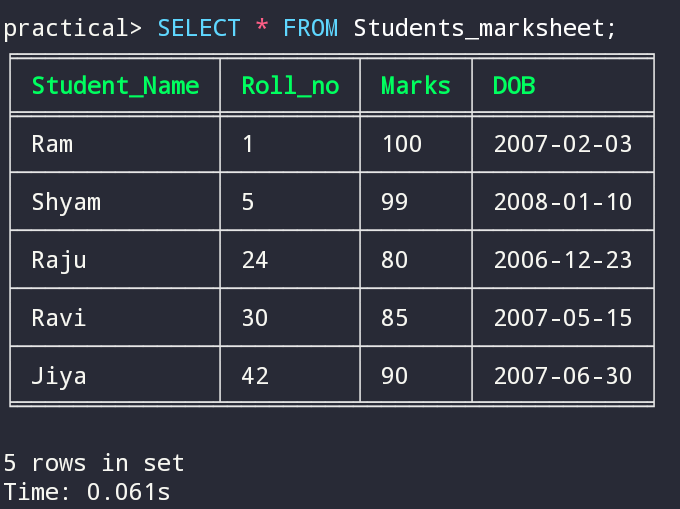 practical> SELECT * FROM Students_marksheet;
Student_Name Roll_no Marks DOB
Ram 1 100 2007-02-03
Shyam 5 99 2008-01-10
Raju 24 80 2006-12-23
Ravi 30 85 2007-05-15
Jiya 42 90 2007-06-30
5 rows in set
Time: 0.061s